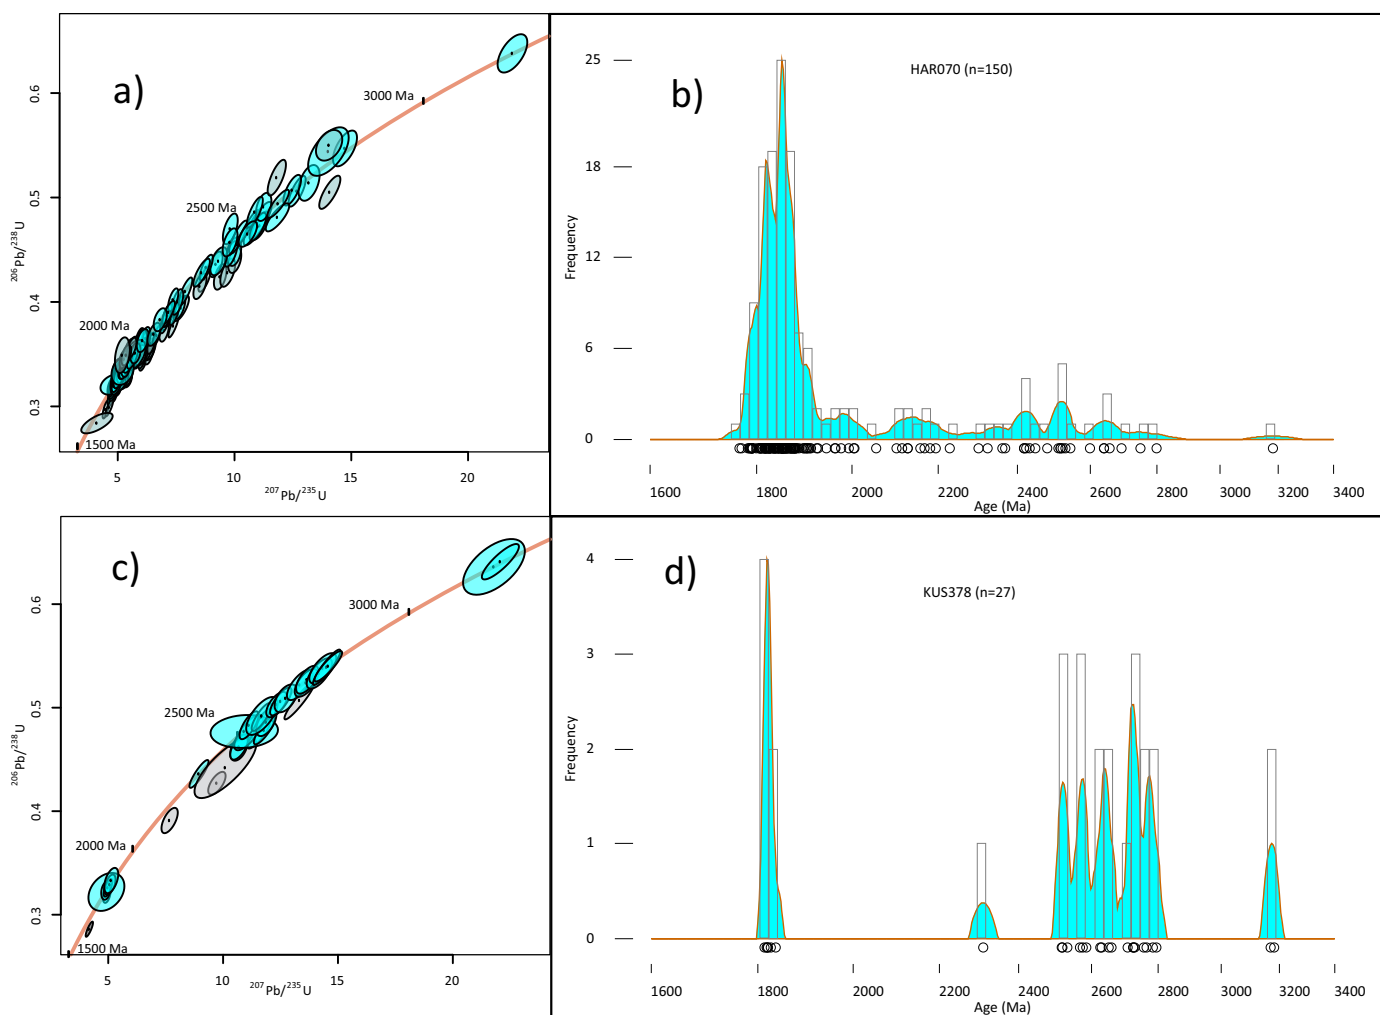 a)
0.6
0.5
0.4
0.3
²⁰⁶Pb/²³⁸U
3000 Ma
2500 Ma
2000 Ma
1500 Ma
5 10 15 20
²⁰⁷Pb/²³⁵U
b)
HAR070 (n=150)
25
18
12
6
0
Frequency
1600 1800 2000 2200 2400 2600 2800 3000 3200 3400
Age (Ma)
c)
0.6
0.5
0.4
0.3
²⁰⁶Pb/²³⁸U
3000 Ma
2500 Ma
2000 Ma
1500 Ma
5 10 15 20
²⁰⁷Pb/²³⁵U
d)
KUS378 (n=27)
4
3
2
1
0
Frequency
1600 1800 2000 2200 2400 2600 2800 3000 3200 3400
Age (Ma)